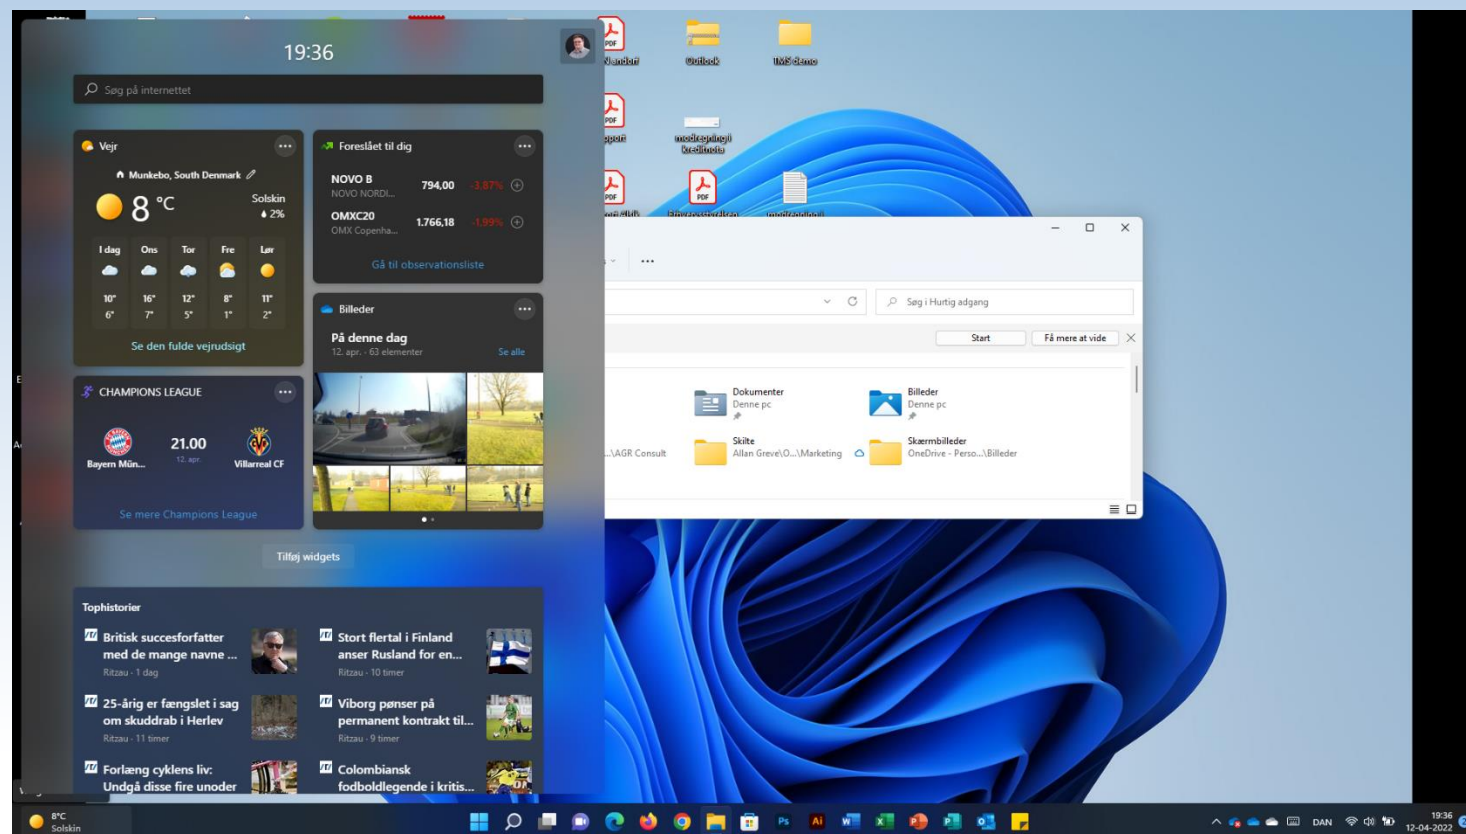 19:36
Søg på internettet
Vejr
Munkebo, South Denmark
8 °C
Solskin
2%
I dag Ons Tor Fre Lør
10° 16° 12° 8° 11°
6° 7° 5° 1° 2°
Se den fulde vejrudsigt
Foreslået til dig
NOVO B 794,00 -3,87%
NOVO NORDI...
OMXC20 1.766,18 -1,99%
OMX Copenha...
Gå til observationsliste
CHAMPIONS LEAGUE
21.00
12. apr.
Bayern Mün... Villarreal CF
Se mere Champions League
Billeder
På denne dag
12. apr. - 63 elementer Se alle
Tilføj widgets
Tophistorier
Britisk succesforfatter
med de mange navne ...
Ritzau - 1 dag
Stort flertal i Finland
anser Rusland for en...
Ritzau - 10 timer
25-årig er fængslet i sag
om skuddrab i Herlev
Ritzau - 11 timer
Viborg pønser på
permanent kontrakt til...
Ritzau - 9 timer
Forlæng cyklens liv:
Undgå disse fire unoder
Colombiansk
fodboldlegende i kritis...
Outlook
TMS demo
modregning i
kreditnota
Søg i Hurtig adgang
Start
Få mere at vide
Dokumenter
Denne pc
Billeder
Denne pc
...\AGR Consult
Skilte
Allan Greve\O...\Marketing
Skærmbilleder
OneDrive - Perso...\Billeder
8°C
Solskin
DAN
19:36
12-04-2022